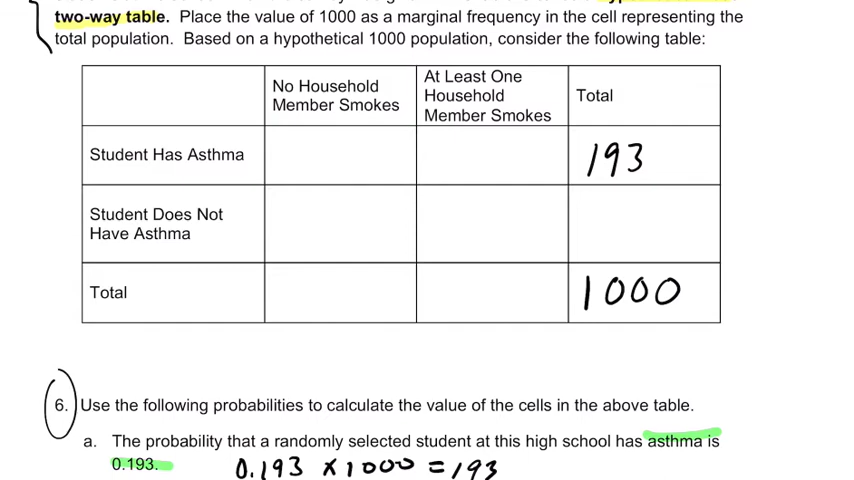 two-way table. Place the value of 1000 as a marginal frequency in the cell representing the
total population. Based on a hypothetical 1000 population, consider the following table:
No Household
Member Smokes
At Least One
Household
Member Smokes
Total
Student Has Asthma
193
Student Does Not
Have Asthma
Total
1000
6. Use the following probabilities to calculate the value of the cells in the above table.
a. The probability that a randomly selected student at this high school has asthma is
0.193. 0.193 × 1000 = 193